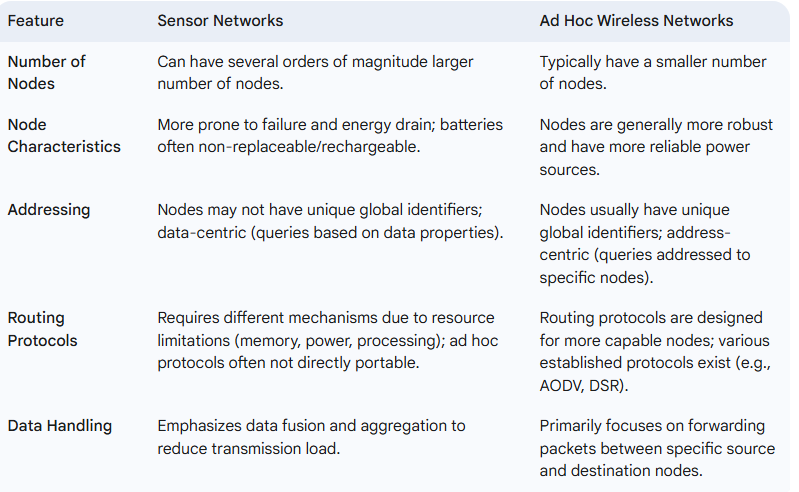 Feature Sensor Networks Ad Hoc Wireless Networks
Number of Nodes
Can have several orders of magnitude larger number of nodes.
Typically have a smaller number of nodes.
Node Characteristics
More prone to failure and energy drain; batteries often non-replaceable/rechargeable.
Nodes are generally more robust and have more reliable power sources.
Addressing
Nodes may not have unique global identifiers; data-centric (queries based on data properties).
Nodes usually have unique global identifiers; address-centric (queries addressed to specific nodes).
Routing Protocols
Requires different mechanisms due to resource limitations (memory, power, processing); ad hoc protocols often not directly portable.
Routing protocols are designed for more capable nodes; various established protocols exist (e.g., AODV, DSR).
Data Handling
Emphasizes data fusion and aggregation to reduce transmission load.
Primarily focuses on forwarding packets between specific source and destination nodes.